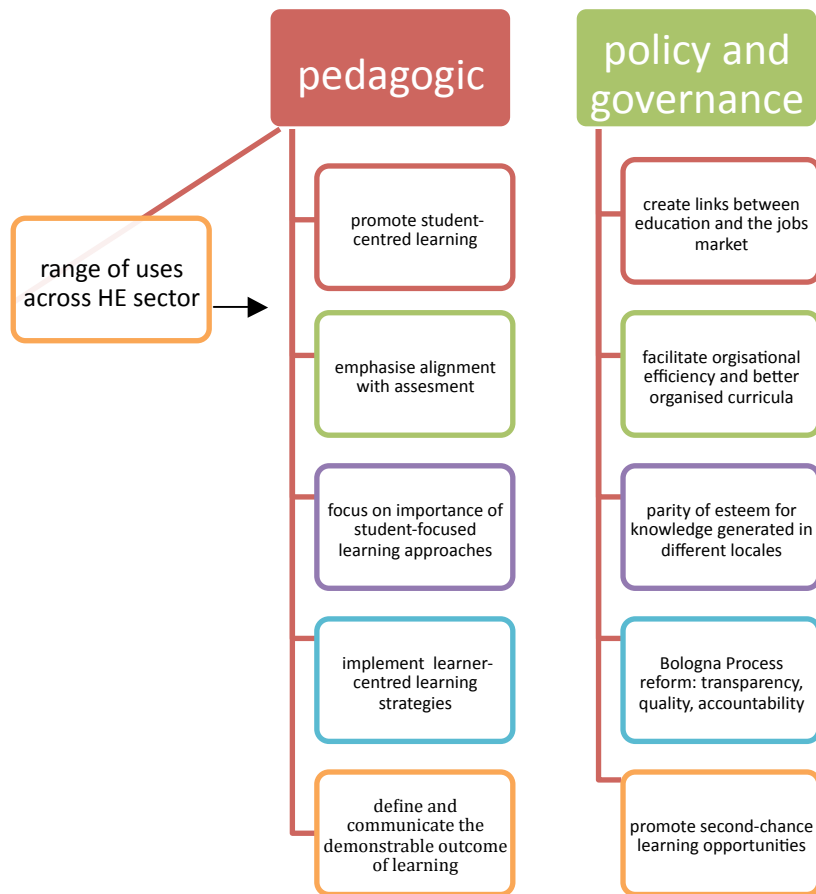 pedagogic
policy and
governance
range of uses
across HE sector
promote student-
centred learning
emphasise alignment
with assesment
focus on importance of
student-focused
learning approaches
implement  learner-
centred learning
strategies
define and
communicate the
demonstrable outcome
of learning
create links between
education and the jobs
market
facilitate orgisational
efficiency and better
organised curricula
parity of esteem for
knowledge generated in
different locales
Bologna Process
reform: transparency,
quality, accountability
promote second-chance
learning opportunities